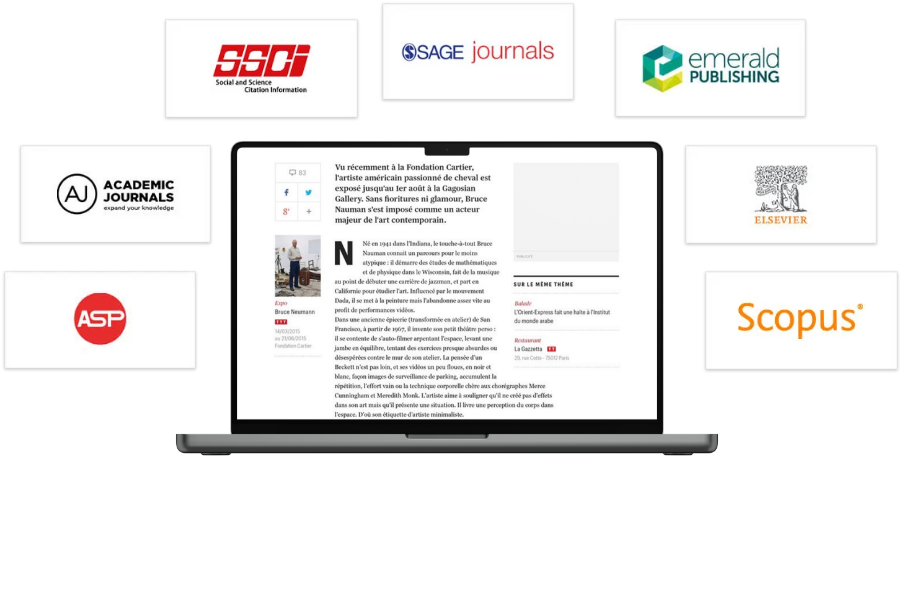 SSCI
Social and Science
Citation Information
SAGE journals
emerald
PUBLISHING
AJ
ACADEMIC
JOURNALS
expand your knowledge
ELSEVIER
ASP
Scopus®
83
f
g+
+
Expo
Bruce Neumann
TTT
16/03/2015
au 21/06/2015
Fondation Cartier
Vu récemment à la Fondation Cartier,
l'artiste américain passionné de cheval est
exposé jusqu'au 1er août à la Gagosian
Gallery. Sans fioritures ni glamour, Bruce
Nauman s'est imposé comme un acteur
majeur de l'art contemporain.
Né en 1941 dans l'Indiana, le touche-à-tout Bruce
Nauman connait un parcours pour le moins
atypique : il démarre des études de mathématiques
et de physique dans le Wisconsin, fait de la musique
au point de débuter une carrière de jazzman, et part en
Californie pour étudier l'art. Influencé par le mouvement
Dada, il se met à la peinture mais l'abandonne assez vite au
profit de performances vidéos.
Dans une ancienne épicerie (transformée en atelier) de San
Francisco, à partir de 1967, il invente son petit théâtre perso :
il se contente de s'auto-filmer arpentant l'espace, levant une
jambe en équilibre, tentant des exercices presque absurdes ou
désespérées contre le mur de son atelier. La pensée d'un
Beckett n'est pas loin, et ses vidéos un peu floues, en noir et
blanc, façon images de surveillance de parking, accumulent la
répétition, l'effort vain ou la technique corporelle chère aux chorégraphes Merce
Cunningham et Meredith Monk. L'artiste aime à souligner qu'il ne créé pas d'effets
dans son art mais qu'il présente une situation. Il livre une perception du corps dans
l'espace. D'où son étiquette d'artiste minimaliste.
SUR LE MÊME THÈME
Balade
L'Orient-Express fait une halte à l'Institut
du monde arabe
Restaurant
La Gazzetta TT
29, rue Cotte - 75012 Paris